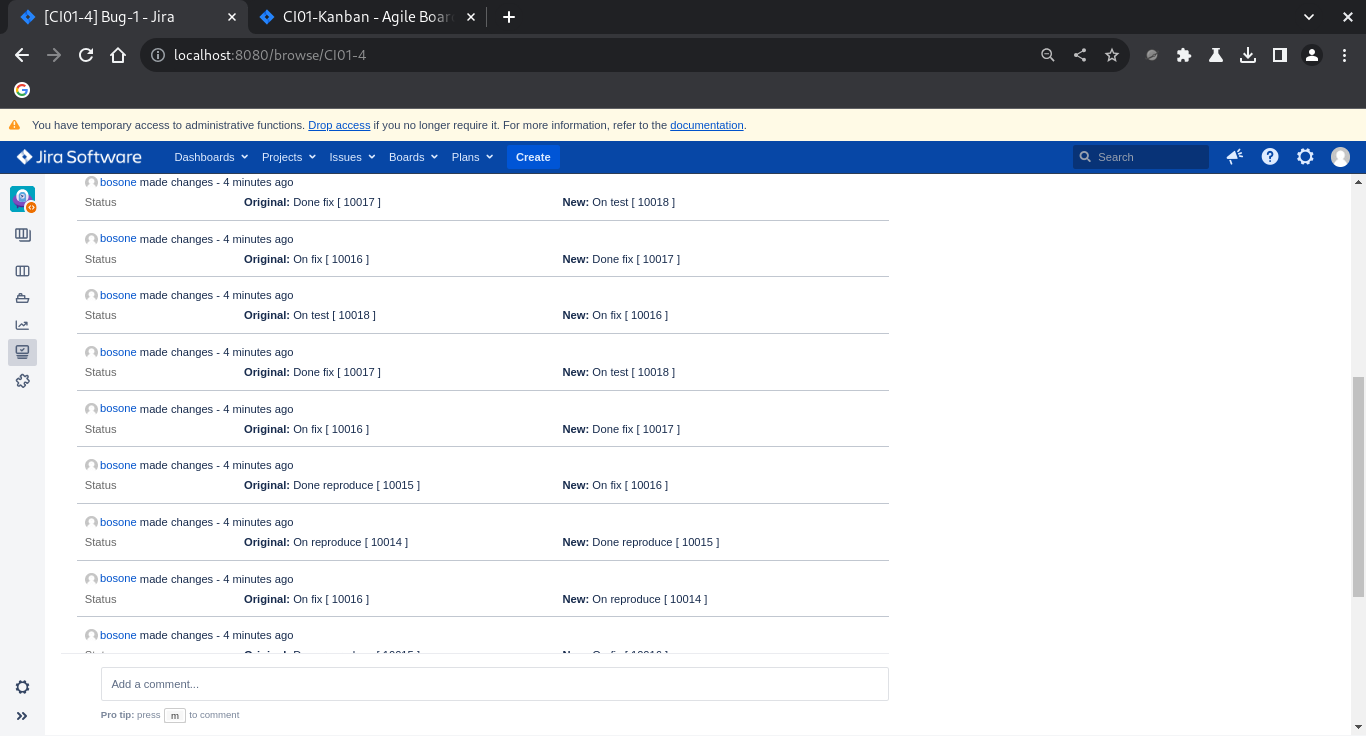 [CI01-4] Bug-1 - Jira
CI01-Kanban - Agile Boar
localhost:8080/browse/CI01-4
You have temporary access to administrative functions. Drop access if you no longer require it. For more information, refer to the documentation.
Jira Software Dashboards Projects Issues Boards Plans Create Search
bosone made changes - 4 minutes ago
Status Original: Done fix [ 10017 ] New: On test [ 10018 ]
bosone made changes - 4 minutes ago
Status Original: On fix [ 10016 ] New: Done fix [ 10017 ]
bosone made changes - 4 minutes ago
Status Original: On test [ 10018 ] New: On fix [ 10016 ]
bosone made changes - 4 minutes ago
Status Original: Done fix [ 10017 ] New: On test [ 10018 ]
bosone made changes - 4 minutes ago
Status Original: On fix [ 10016 ] New: Done fix [ 10017 ]
bosone made changes - 4 minutes ago
Status Original: Done reproduce [ 10015 ] New: On fix [ 10016 ]
bosone made changes - 4 minutes ago
Status Original: On reproduce [ 10014 ] New: Done reproduce [ 10015 ]
bosone made changes - 4 minutes ago
Status Original: On fix [ 10016 ] New: On reproduce [ 10014 ]
bosone made changes - 4 minutes ago
Status Original: Done reproduce [ 10015 ] New: On fix [ 10016 ]
Add a comment...
Pro tip: press m to comment